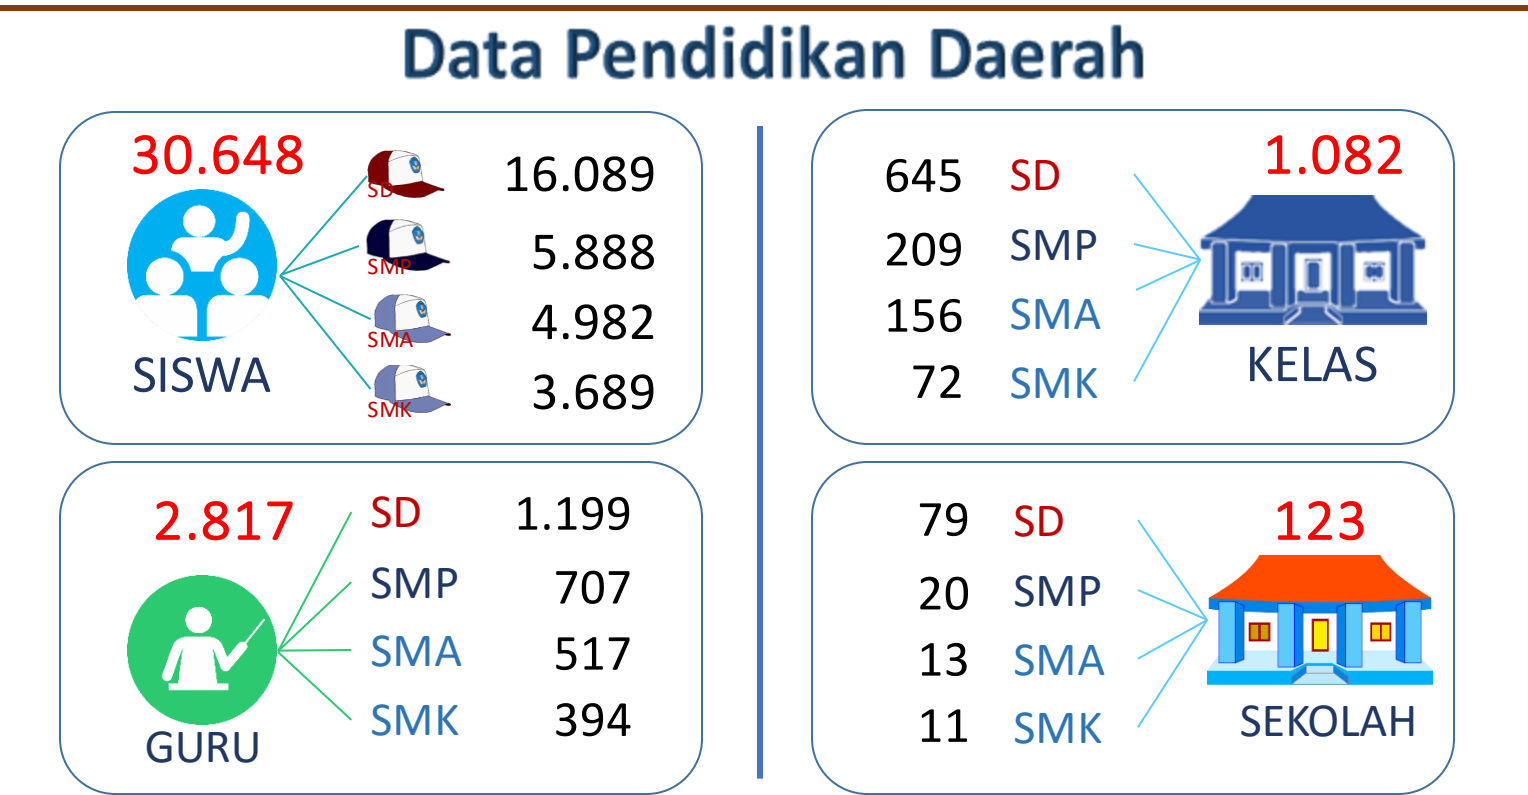 Data Pendidikan Daerah
30.648
SISWA
SD 16.089
SMP 5.888
SMA 4.982
SMK 3.689
1.082
KELAS
645 SD
209 SMP
156 SMA
72 SMK
2.817
GURU
SD 1.199
SMP 707
SMA 517
SMK 394
123
SEKOLAH
79 SD
20 SMP
13 SMA
11 SMK